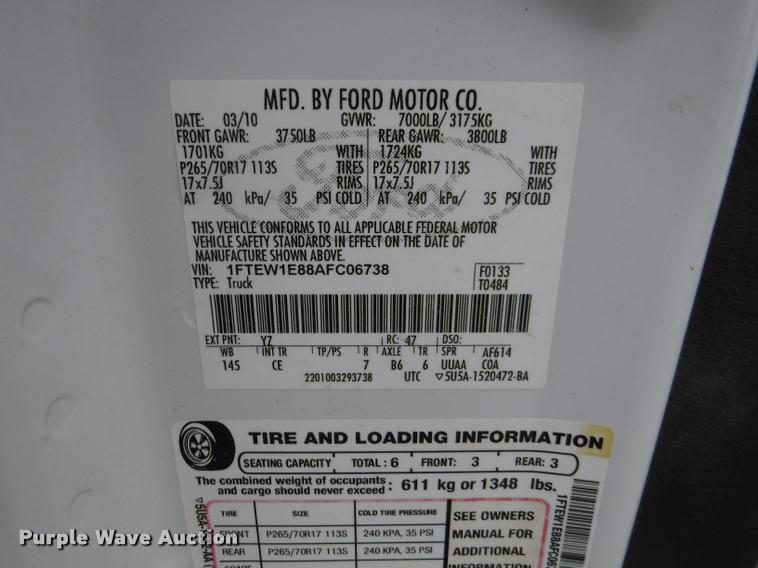 MFD. BY FORD MOTOR CO.
DATE: 03/10 GVWR: 7000LB/ 3175KG
FRONT GAWR: 3750LB REAR GAWR: 3800LB
1701KG WITH 1724KG WITH
P265/70R17 113S TIRES P265/70R17 113S TIRES
17x7.5J RIMS 17x7.5J RIMS
AT 240 kPa/ 35 PSI COLD AT 240 kPa/ 35 PSI COLD
THIS VEHICLE CONFORMS TO ALL APPLICABLE FEDERAL MOTOR
VEHICLE SAFETY STANDARDS IN EFFECT ON THE DATE OF
MANUFACTURE SHOWN ABOVE.
VIN: 1FTEW1E88AFC06738 F0133
TYPE: Truck T0484
EXT PNT: YZ RC: 47 DSO:
WB INT TR TP/PS R AXLE TR SPR AF614
145 CE 7 B6 6 UUAA COA
2201003293738 UTC ▽5U5A-1520472-BA
TIRE AND LOADING INFORMATION
SEATING CAPACITY TOTAL: 6 FRONT: 3 REAR: 3
The combined weight of occupants
and cargo should never exceed : 611 kg or 1348 lbs.
TIRE SIZE COLD TIRE PRESSURE SEE OWNERS
FRONT P265/70R17 113S 240 KPA, 35 PSI MANUAL FOR
REAR P265/70R17 113S 240 KPA, 35 PSI ADDITIONAL
INFORMATION
Purple Wave Auction